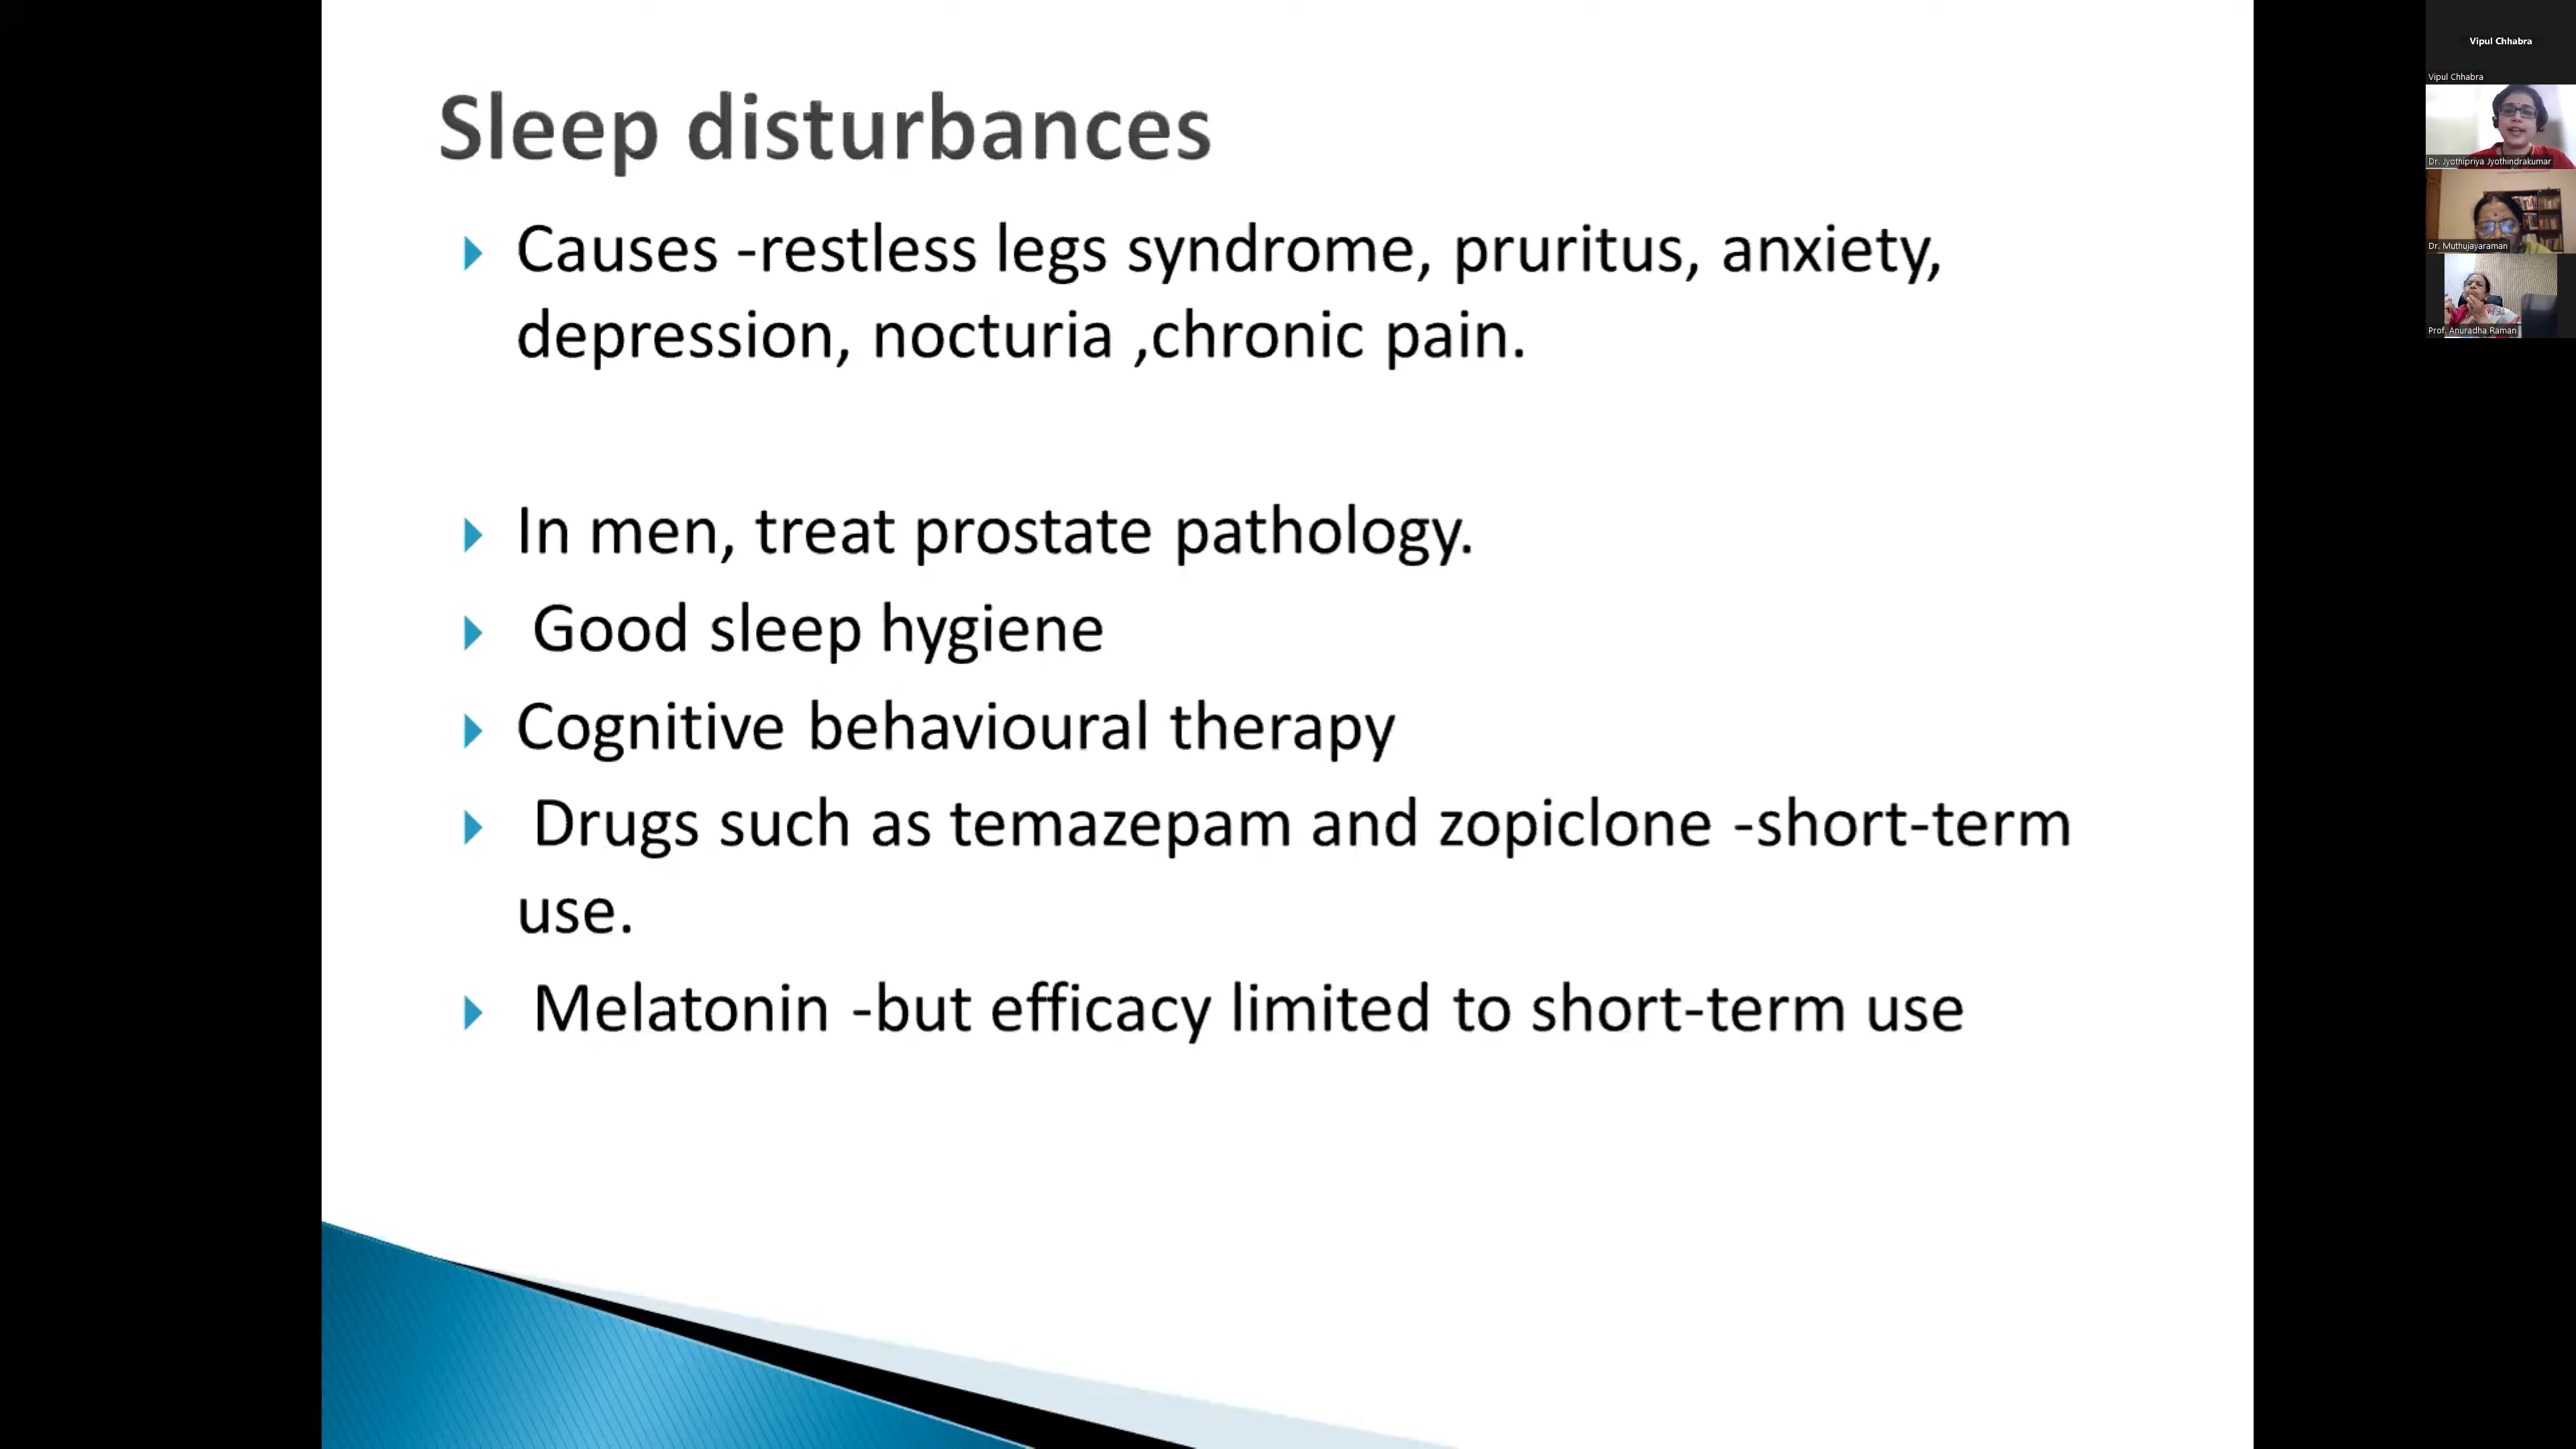 Sleep disturbances
Causes -restless legs syndrome, pruritus, anxiety,
depression, nocturia ,chronic pain.
In men, treat prostate pathology.
Good sleep hygiene
Cognitive behavioural therapy
Drugs such as temazepam and zopiclone -short-term
use.
Melatonin -but efficacy limited to short-term use
Vipul Chhabra
Vipul Chhabra
Dr. Jyothipriya Jyothindrakumar
Dr. Muthujayaraman
Prof. Anuradha Raman